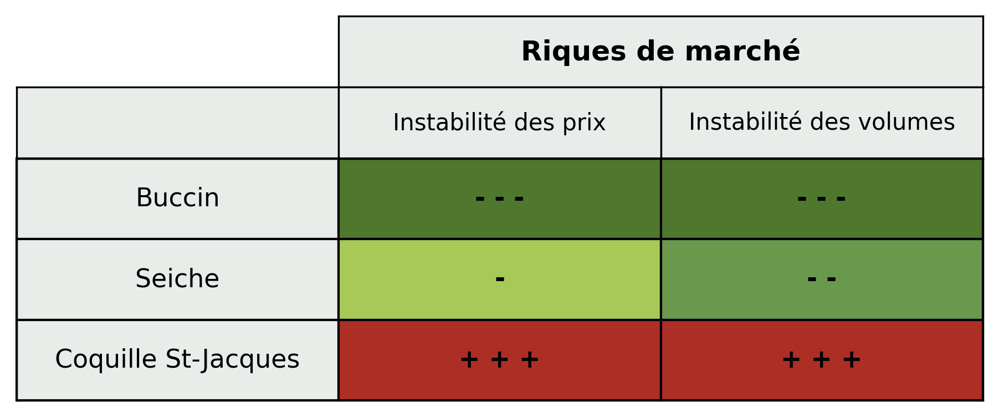 Riques de marché
Instabilité des prix Instabilité des volumes
Buccin - - - - - -
Seiche - - -
Coquille St-Jacques + + + + + +